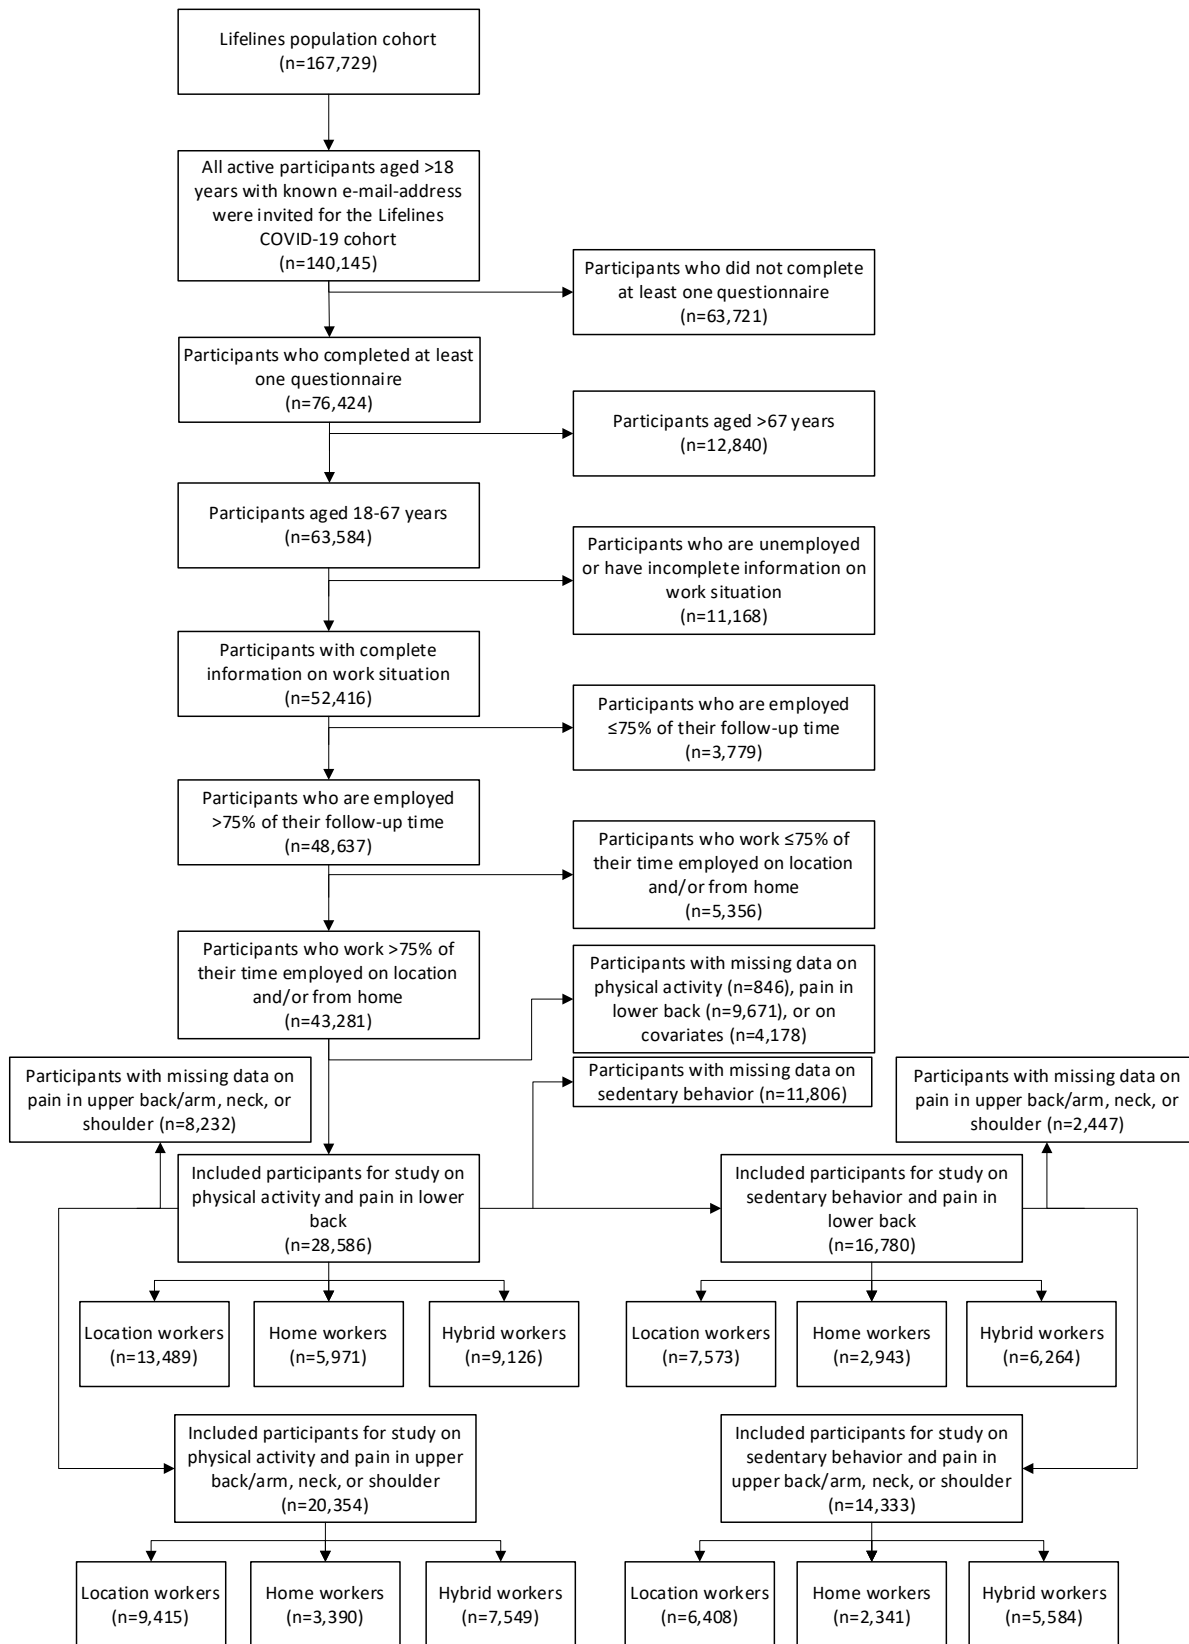 Lifelines population cohort
(n=167,729)
All active participants aged >18
years with known e-mail-address
were invited for the Lifelines
COVID-19 cohort
(n=140,145)
Participants who did not complete
at least one questionnaire
(n=63,721)
Participants who completed at least
one questionnaire
(n=76,424)
Participants aged >67 years
(n=12,840)
Participants aged 18-67 years
(n=63,584)
Participants who are unemployed
or have incomplete information on
work situation
(n=11,168)
Participants with complete
information on work situation
(n=52,416)
Participants who are employed
≤75% of their follow-up time
(n=3,779)
Participants who are employed
>75% of their follow-up time
(n=48,637)
Participants who work ≤75% of
their time employed on location
and/or from home
(n=5,356)
Participants who work >75% of
their time employed on location
and/or from home
(n=43,281)
Participants with missing data on
physical activity (n=846), pain in
lower back (n=9,671), or on
covariates (n=4,178)
Participants with missing data on
sedentary behavior (n=11,806)
Participants with missing data on
pain in upper back/arm, neck, or
shoulder (n=8,232)
Participants with missing data on
pain in upper back/arm, neck, or
shoulder (n=2,447)
Included participants for study on
physical activity and pain in lower
back
(n=28,586)
Included participants for study on
sedentary behavior and pain in
lower back
(n=16,780)
Location workers
(n=13,489)
Home workers
(n=5,971)
Hybrid workers
(n=9,126)
Location workers
(n=7,573)
Home workers
(n=2,943)
Hybrid workers
(n=6,264)
Included participants for study on
physical activity and pain in upper
back/arm, neck, or shoulder
(n=20,354)
Included participants for study on
sedentary behavior and pain in
upper back/arm, neck, or shoulder
(n=14,333)
Location workers
(n=9,415)
Home workers
(n=3,390)
Hybrid workers
(n=7,549)
Location workers
(n=6,408)
Home workers
(n=2,341)
Hybrid workers
(n=5,584)